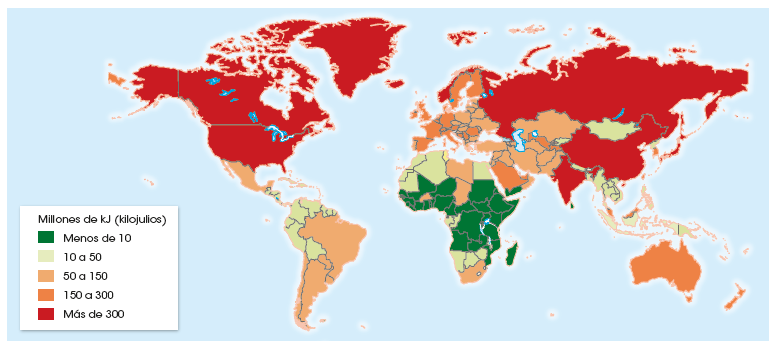 Millones de kJ (kilojulios)
Menos de 10
10 a 50
50 a 150
150 a 300
Más de 300